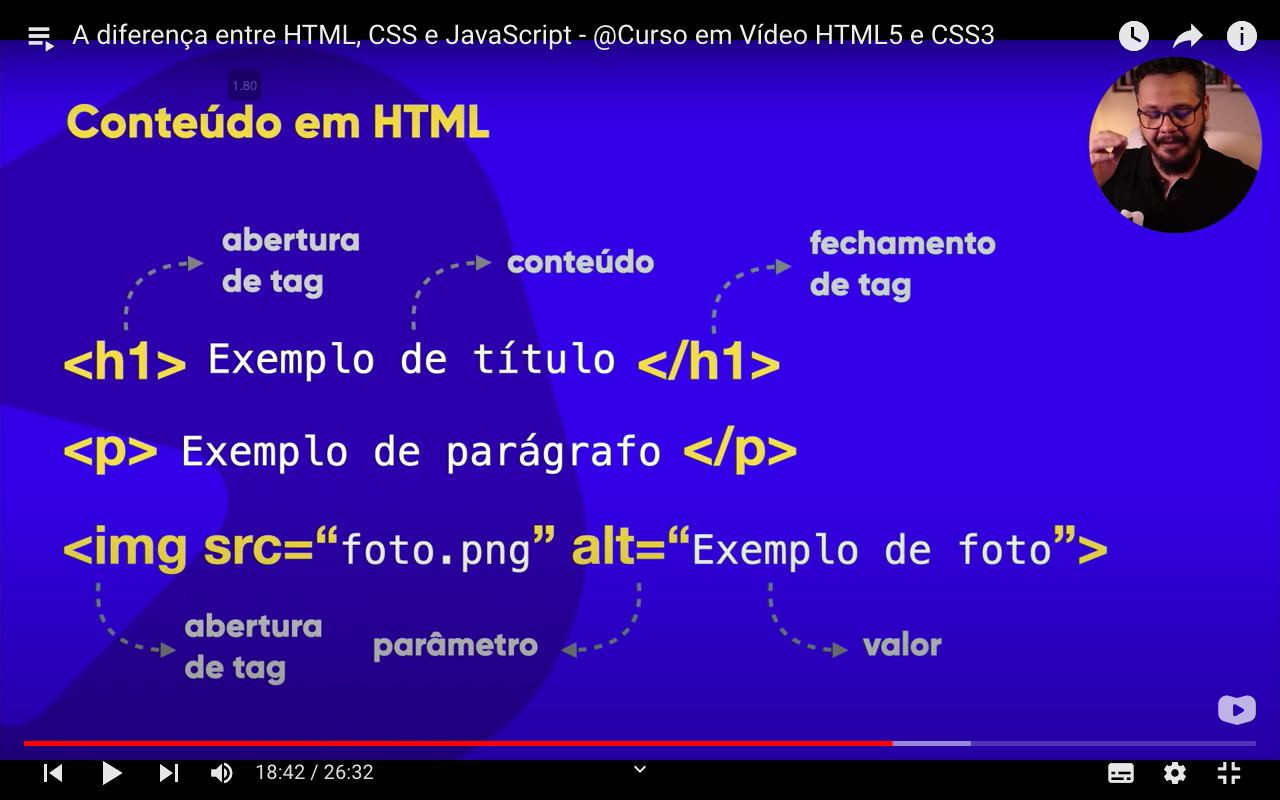 A diferença entre HTML, CSS e JavaScript - @Curso em Vídeo HTML5 e CSS3
1.80
Conteúdo em HTML
abertura
de tag
conteúdo
fechamento
de tag
<h1> Exemplo de título </h1>
<p> Exemplo de parágrafo </p>
<img src=“foto.png” alt=“Exemplo de foto”>
abertura
de tag
parâmetro
valor
18:42 / 26:32